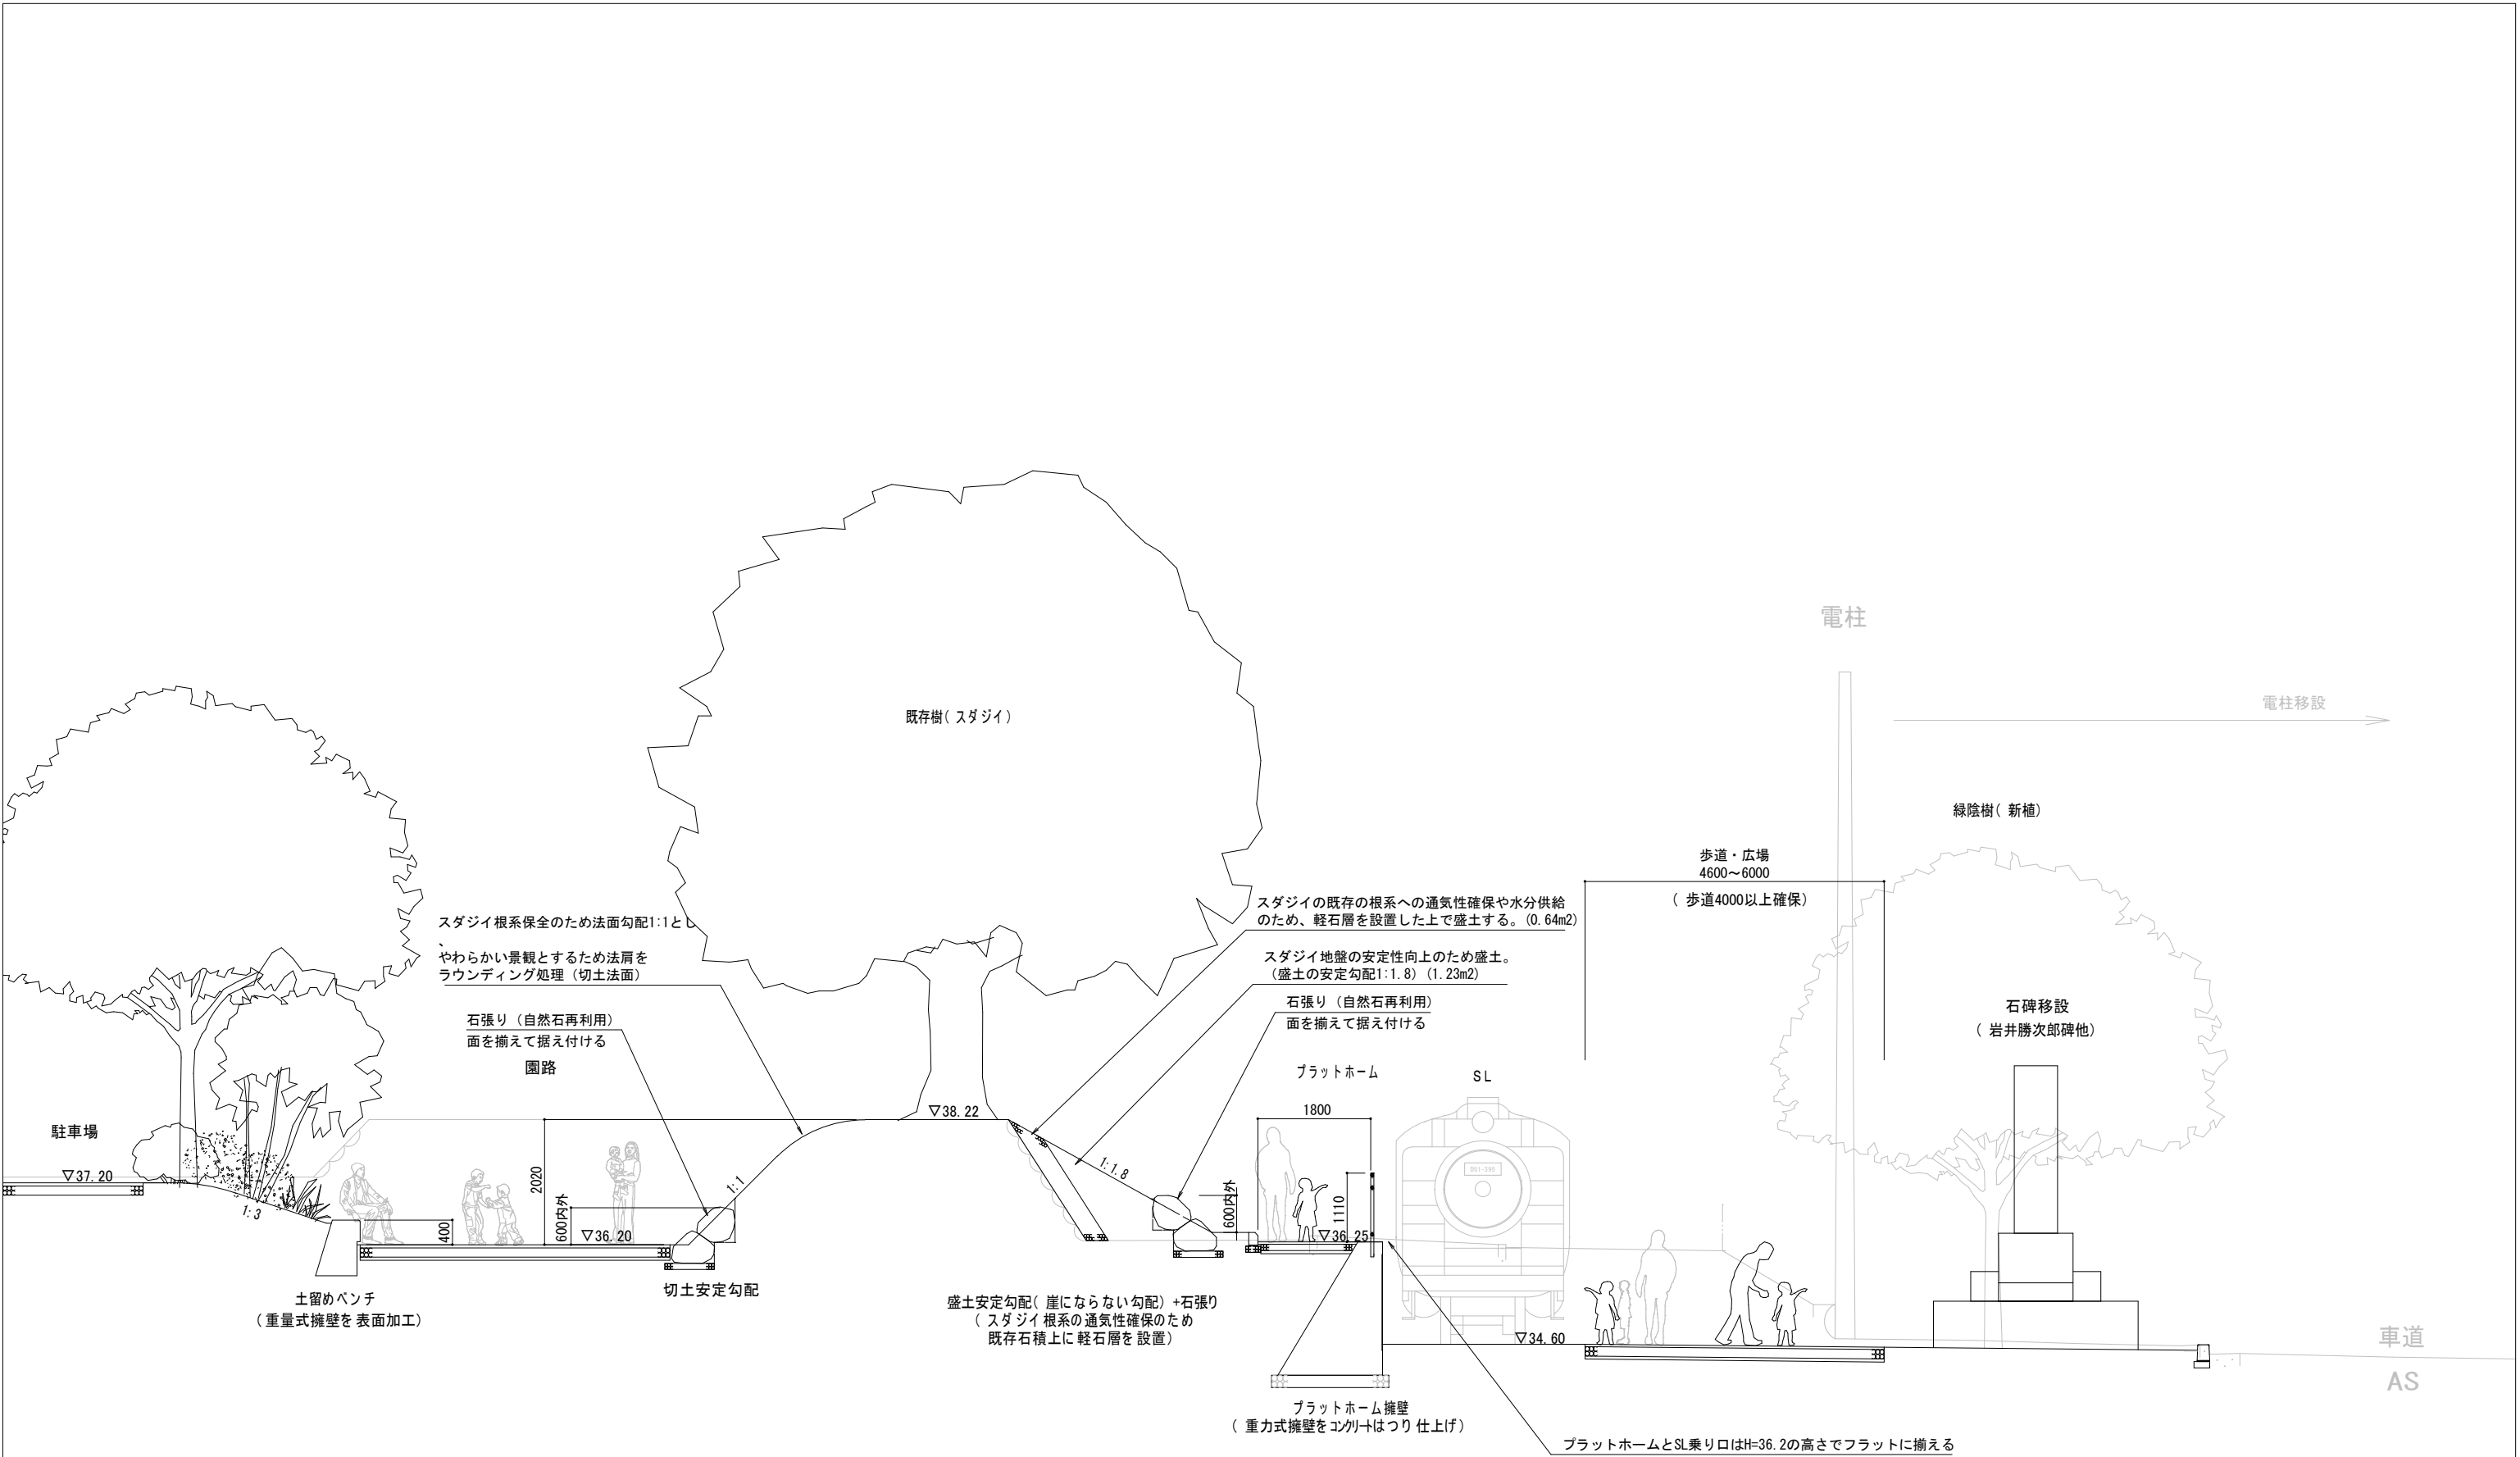 電柱
電柱移設
既存樹(スダジイ)
緑陰樹(新植)
歩道・広場
4600～6000
(歩道4000以上確保)
スダジイ根系保全のため法面勾配1:1とし
、
やわらかい景観とするため法肩を
ラウンディング処理(切土法面)
スダジイの既存の根系への通気性確保や水分供給
のため、軽石層を設置した上で盛土する。(0.64m2)
スダジイ地盤の安定性向上のため盛土。
(盛土の安定勾配1:1.8)(1.23m2)
石張り(自然石再利用)
面を揃えて据え付ける
石張り(自然石再利用)
面を揃えて据え付ける
園路
石碑移設
(岩井勝次郎碑他)
プラットホーム
SL
駐車場
▽38.22
1800
▽37.20
1:3
400
2020
600内外
▽36.20
1:1
1:1.8
600内外
1110
▽36.25
▽34.60
土留めベンチ
(重量式擁壁を表面加工)
切土安定勾配
盛土安定勾配(崖にならない勾配)+石張り
(スダジイ根系の通気性確保のため
既存石積上に軽石層を設置)
プラットホーム擁壁
(重力式擁壁をコンクリートはつり仕上げ)
プラットホームとSL乗り口はH=36.2の高さでフラットに揃える
車道
AS